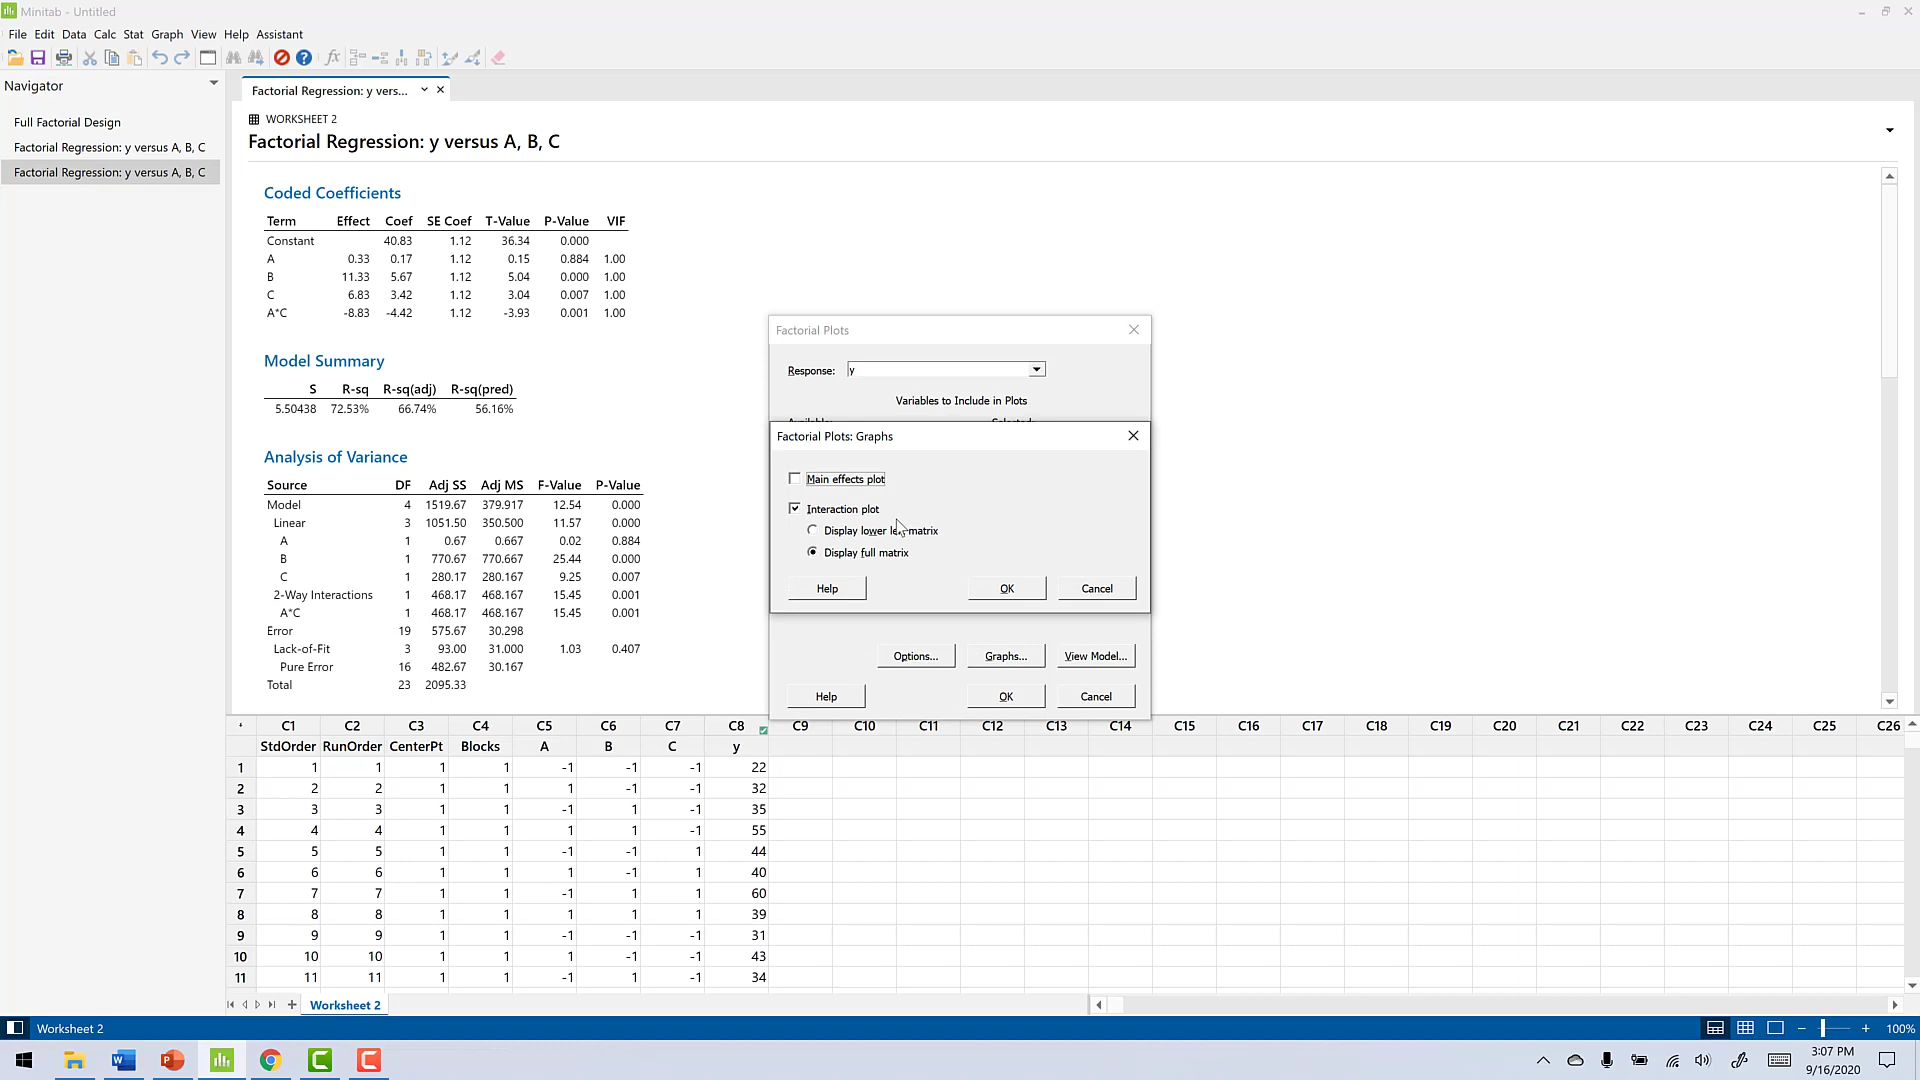 Minitab - Untitled
File Edit Data Calc Stat Graph View Help Assistant
Navigator
Full Factorial Design
Factorial Regression: y versus A, B, C
Factorial Regression: y versus A, B, C
Factorial Regression: y vers...
WORKSHEET 2
Factorial Regression: y versus A, B, C
Coded Coefficients
Term Effect Coef SE Coef T-Value P-Value VIF
Constant 40.83 1.12 36.34 0.000
A 0.33 0.17 1.12 0.15 0.884 1.00
B 11.33 5.67 1.12 5.04 0.000 1.00
C 6.83 3.42 1.12 3.04 0.007 1.00
A*C -8.83 -4.42 1.12 -3.93 0.001 1.00
Model Summary
S R-sq R-sq(adj) R-sq(pred)
5.50438 72.53% 66.74% 56.16%
Analysis of Variance
Source DF Adj SS Adj MS F-Value P-Value
Model 4 1519.67 379.917 12.54 0.000
Linear 3 1051.50 350.500 11.57 0.000
A 1 0.67 0.667 0.02 0.884
B 1 770.67 770.667 25.44 0.000
C 1 280.17 280.167 9.25 0.007
2-Way Interactions 1 468.17 468.167 15.45 0.001
A*C 1 468.17 468.167 15.45 0.001
Error 19 575.67 30.298
Lack-of-Fit 3 93.00 31.000 1.03 0.407
Pure Error 16 482.67 30.167
Total 23 2095.33
Factorial Plots
Response: y
Variables to Include in Plots
Factorial Plots: Graphs
Main effects plot
Interaction plot
Display lower matrix
Display full matrix
Help OK Cancel
Options... Graphs... View Model...
Help OK Cancel
C1 C2 C3 C4 C5 C6 C7 C8 C9 C10 C11 C12 C13 C14 C15 C16 C17 C18 C19 C20 C21 C22 C23 C24 C25 C26
StdOrder RunOrder CenterPt Blocks A B C y
1 1 1 1 1 -1 -1 -1 22
2 2 2 1 1 1 -1 -1 32
3 3 3 1 1 -1 1 -1 35
4 4 4 1 1 1 1 -1 55
5 5 5 1 1 -1 -1 1 44
6 6 6 1 1 1 -1 1 40
7 7 7 1 1 -1 1 1 60
8 8 8 1 1 1 1 1 39
9 9 9 1 1 -1 -1 -1 31
10 10 10 1 1 1 -1 -1 43
11 11 11 1 1 -1 1 -1 34
Worksheet 2
Worksheet 2
100%
3:07 PM
9/16/2020